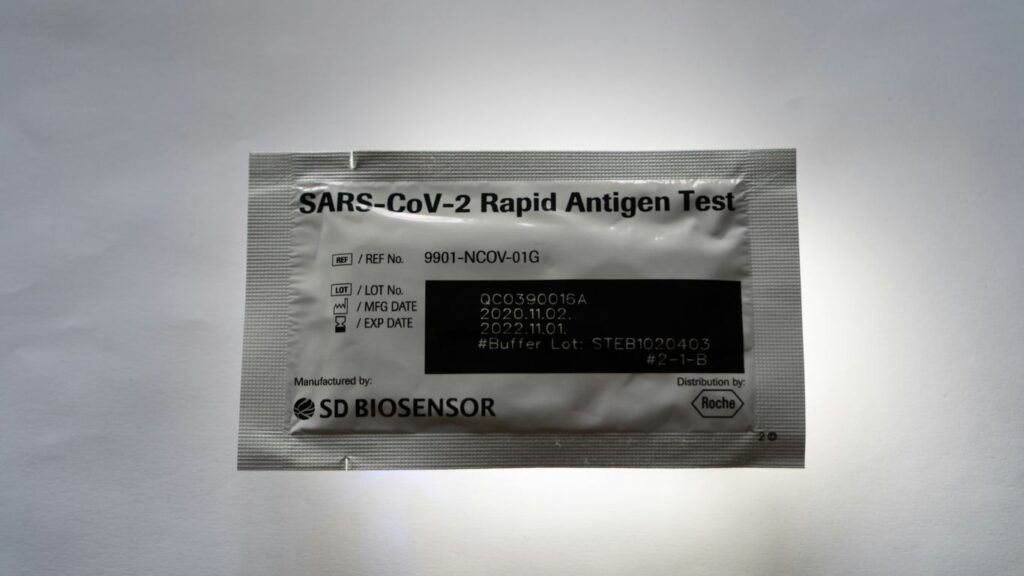 SARS-CoV-2 Rapid Antigen Test
REF / REF No. 9901-NCOV-01G
LOT / LOT No. QC0390016A
/ MFG DATE 2020.11.02.
/ EXP DATE 2022.11.01.
#Buffer Lot: STEB1020403
#2-1-B
Manufactured by:
SD BIOSENSOR
Distribution by:
Roche
2